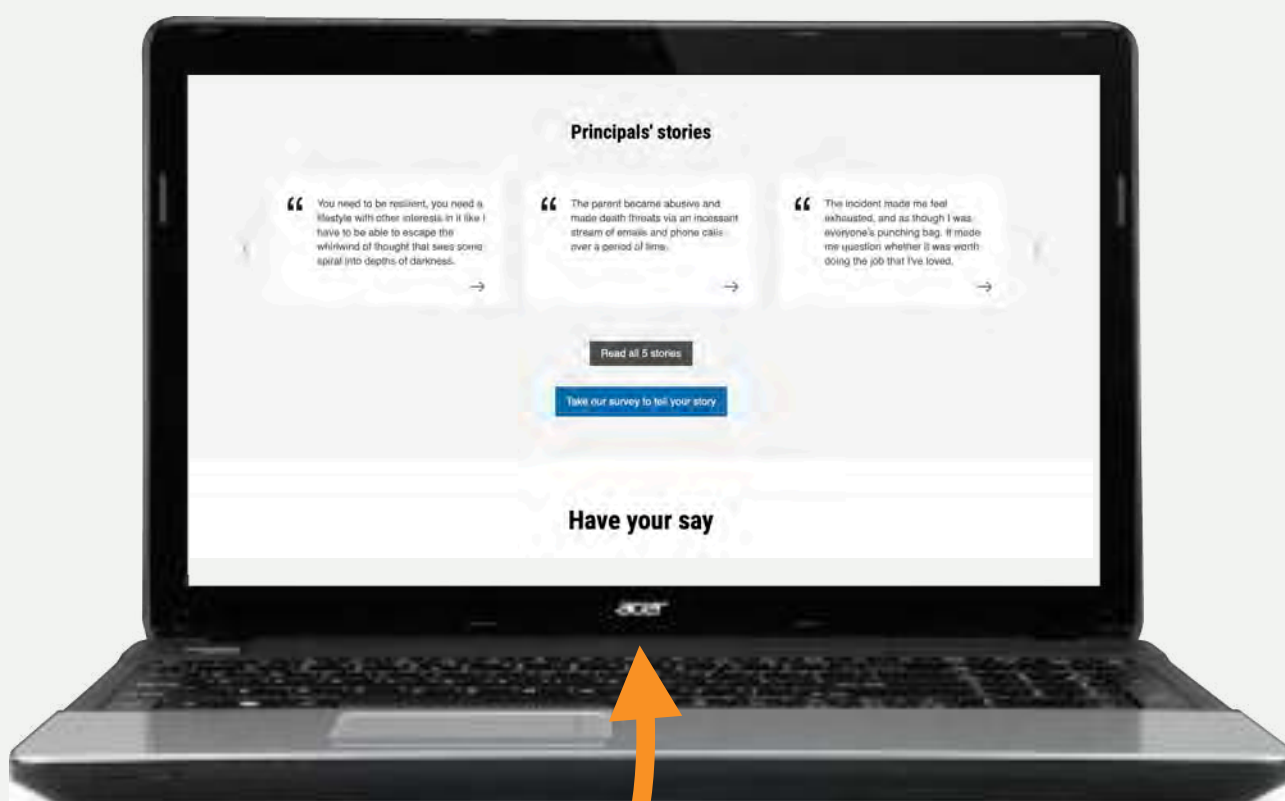 Principals' stories
“ You need to be resilient, you need a
lifestyle with other interests in it like I
have to be able to escape the
whirlwind of thought that sees some
spiral into depths of darkness.
“ The parent became abusive and
made death threats via an incessant
stream of emails and phone calls
over a period of time.
“ The incident made me feel
exhausted, and as though I was
everyone's punching bag. It made
me question whether it was worth
doing the job that I've loved.
Read all 5 stories
Take our survey to tell your story
Have your say
acer